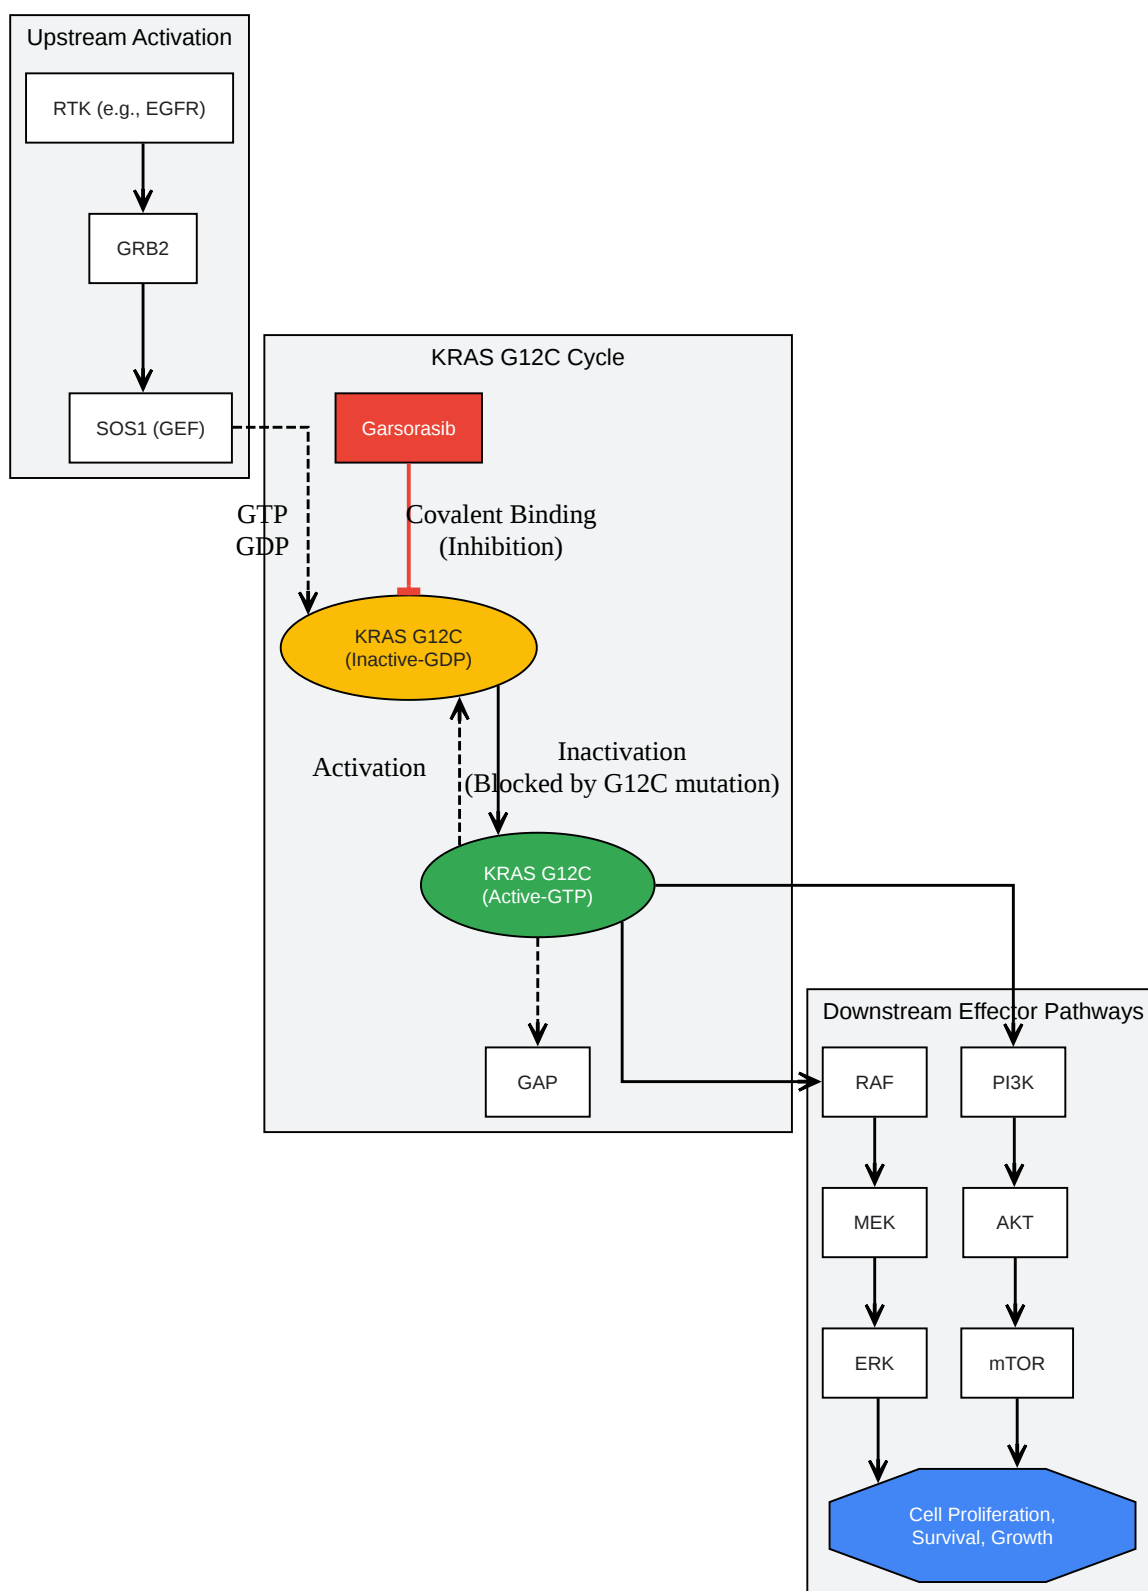 Upstream Activation
RTK (e.g., EGFR)
GRB2
SOS1 (GEF)
KRAS G12C Cycle
Garsorasib
GTP
GDP
Covalent Binding
(Inhibition)
KRAS G12C
(Inactive-GDP)
Activation
Inactivation
(Blocked by G12C mutation)
KRAS G12C
(Active-GTP)
GAP
Downstream Effector Pathways
RAF
PI3K
MEK
AKT
ERK
mTOR
Cell Proliferation,
Survival, Growth